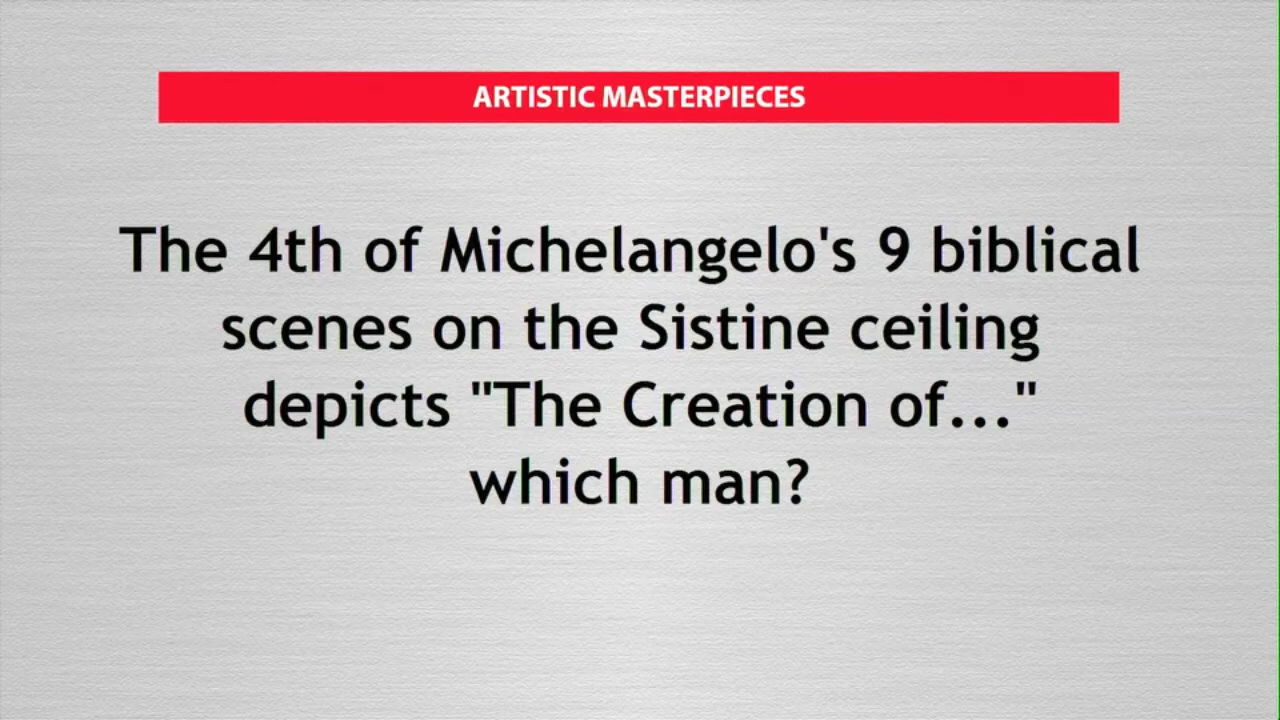 ARTISTIC MASTERPIECES
The 4th of Michelangelo's 9 biblical
scenes on the Sistine ceiling
depicts "The Creation of..."
which man?